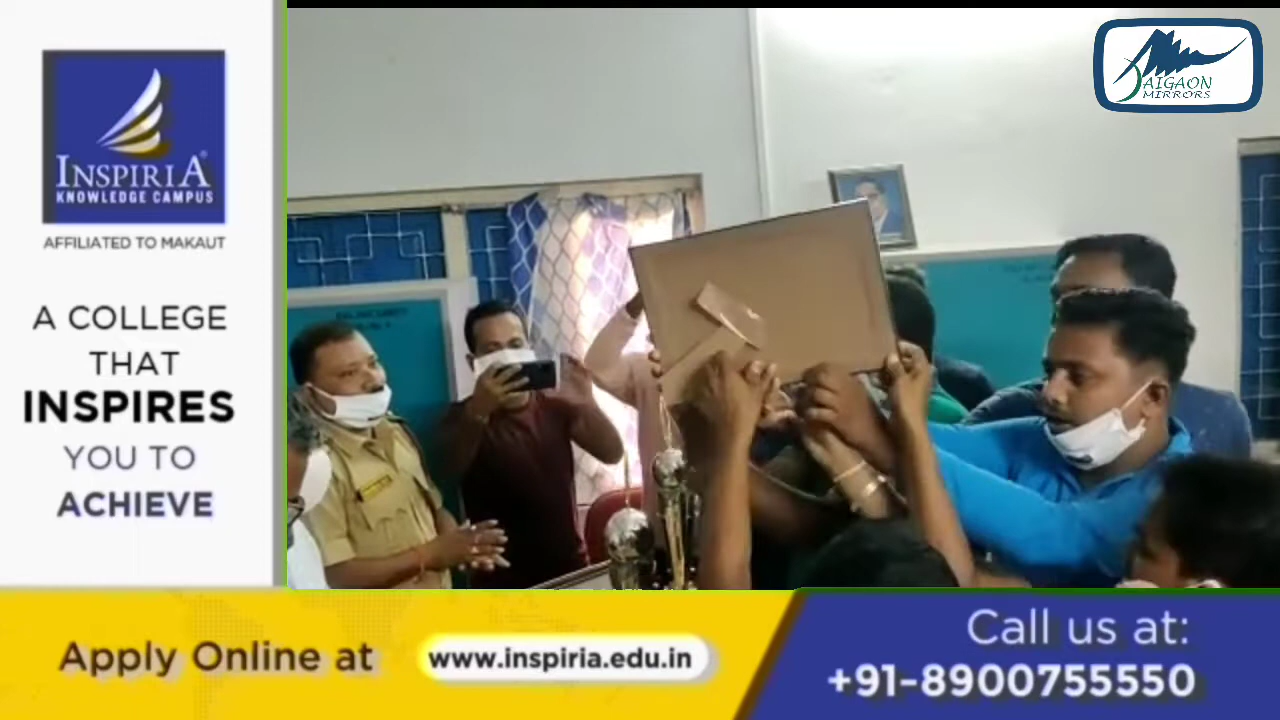 INSPIRIA
KNOWLEDGE CAMPUS
AFFILIATED TO MAKAUT
A COLLEGE
THAT
INSPIRES
YOU TO
ACHIEVE
JAIGAON
MIRRORS
Apply Online at
www.inspiria.edu.in
Call us at:
+91-8900755550